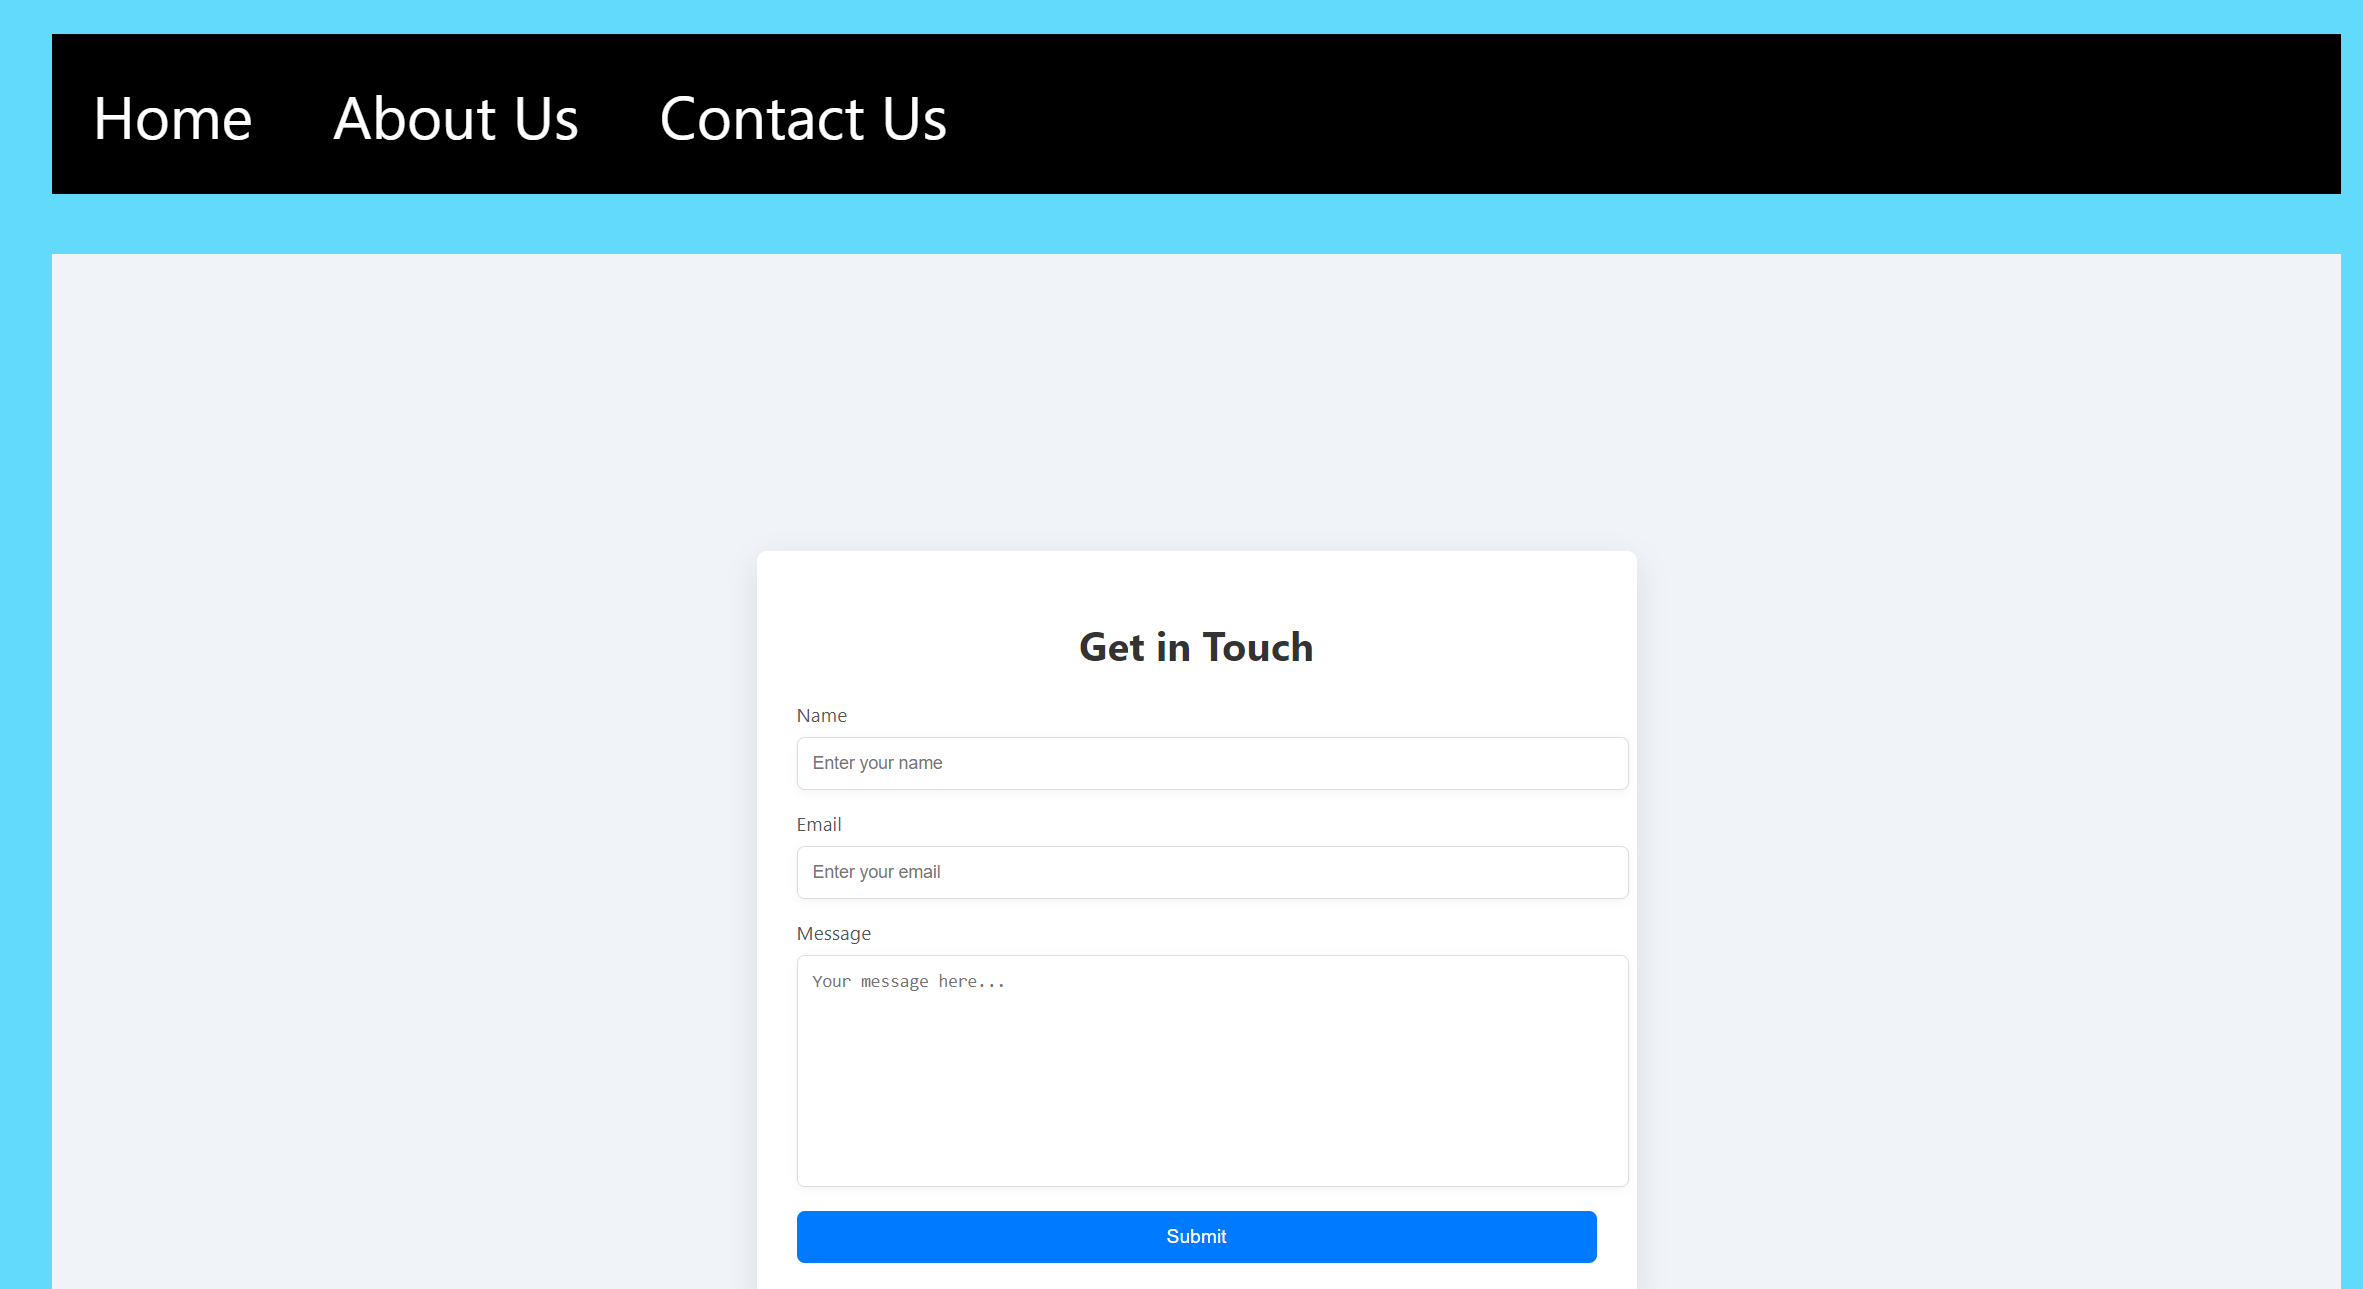 Home About Us Contact Us
Get in Touch
Name
Enter your name
Email
Enter your email
Message
Your message here...
Submit